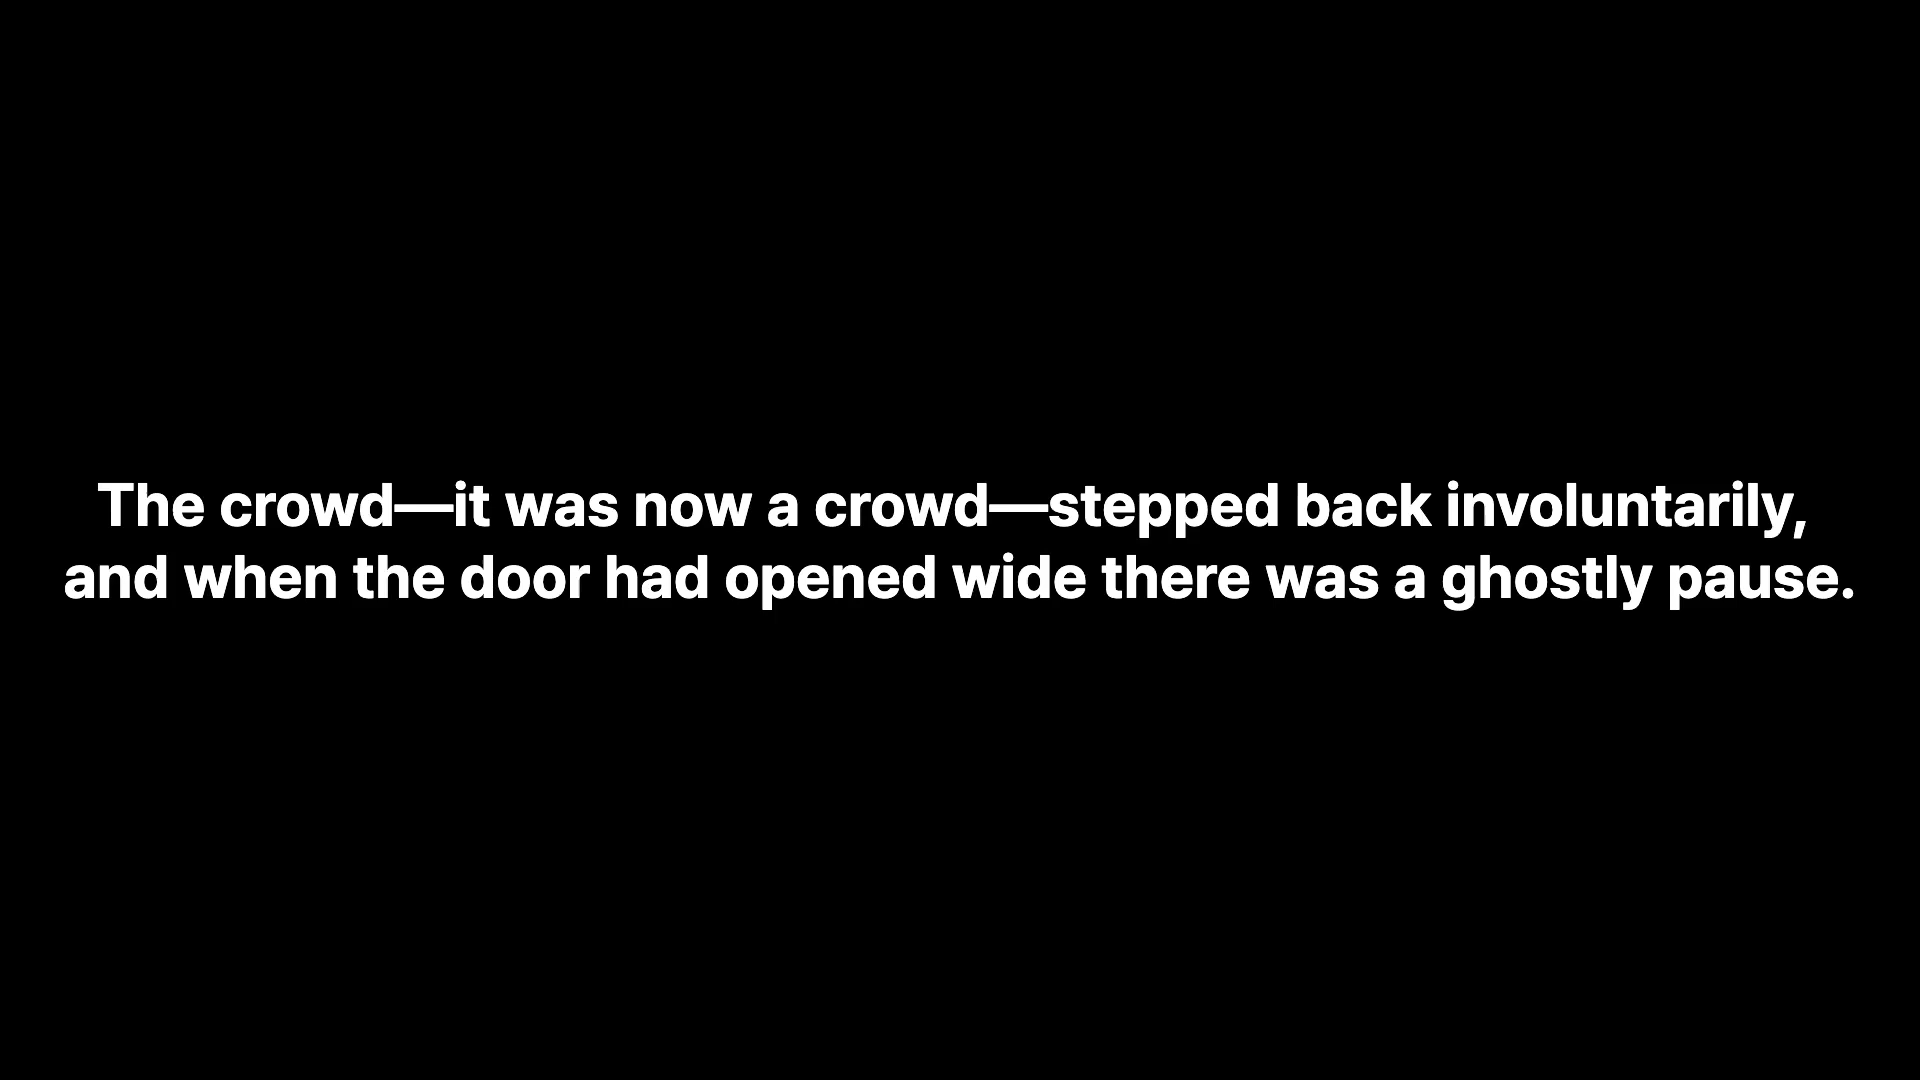 The crowd—it was now a crowd—stepped back involuntarily,
and when the door had opened wide there was a ghostly pause.